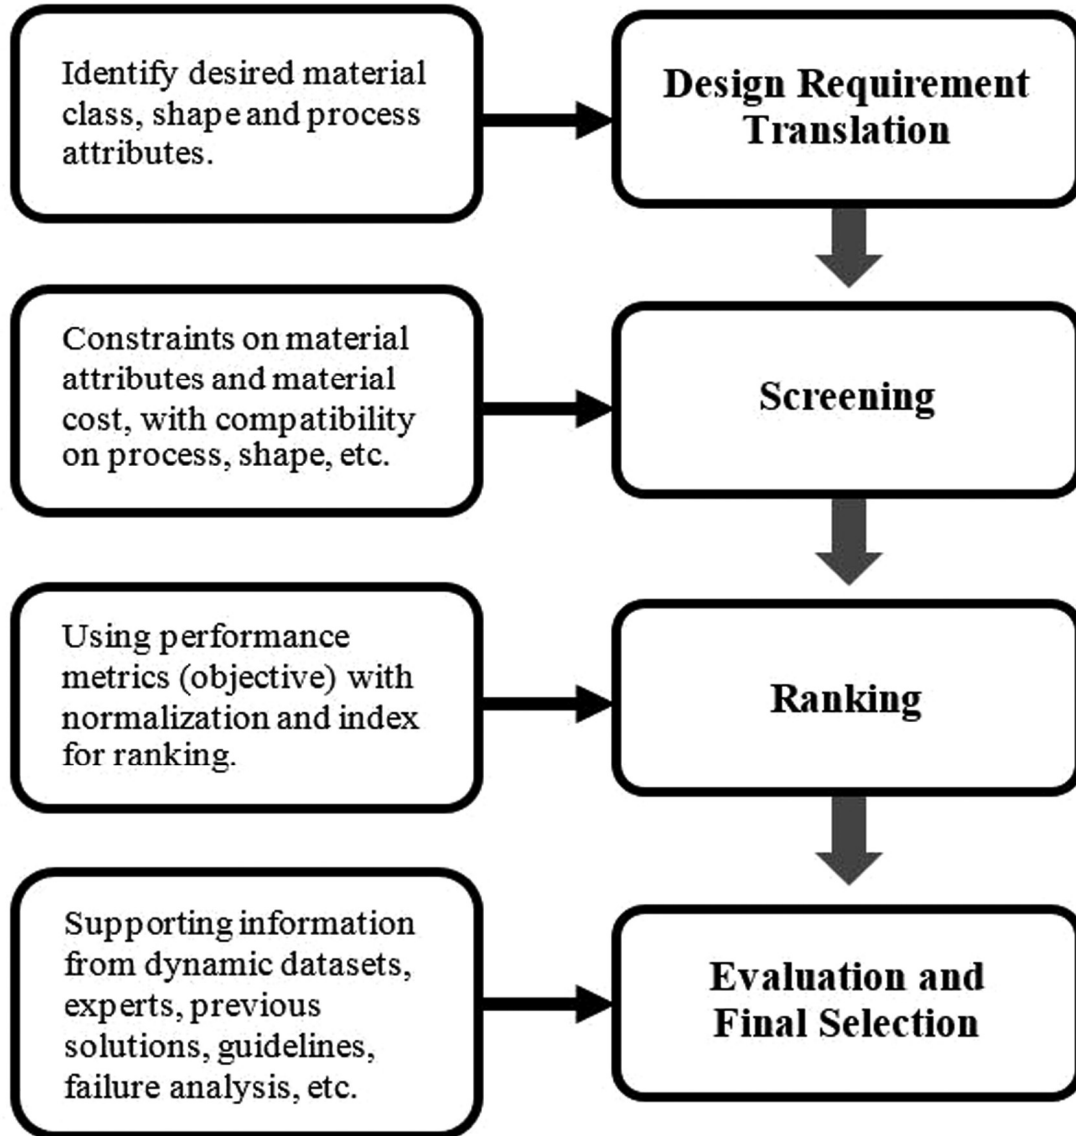 Identify desired material
class, shape and process
attributes.
Design Requirement
Translation
Constraints on material
attributes and material
cost, with compatibility
on process, shape, etc.
Screening
Using performance
metrics (objective) with
normalization and index
for ranking.
Ranking
Supporting information
from dynamic datasets,
experts, previous
solutions, guidelines,
failure analysis, etc.
Evaluation and
Final Selection